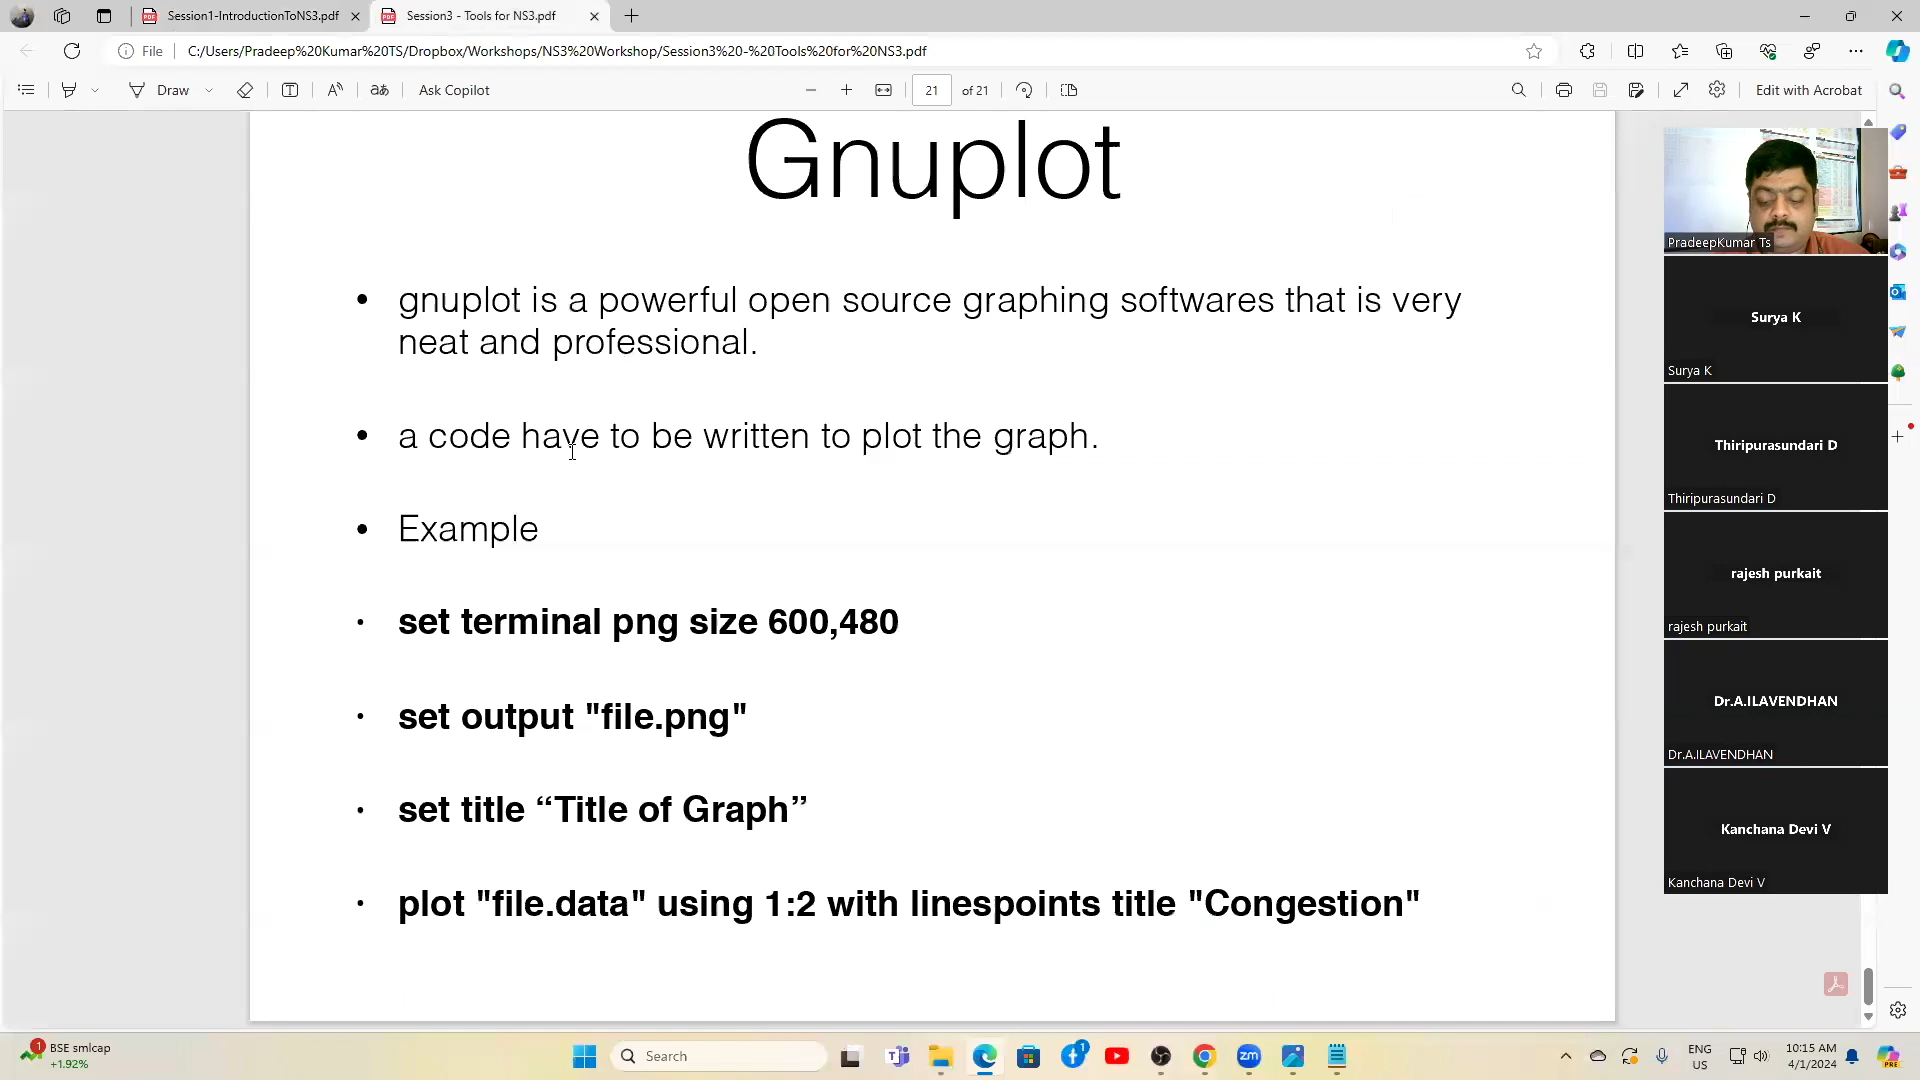 Session1-IntroductionToNS3.pdf
Session3 - Tools for NS3.pdf
File
C:/Users/Pradeep%20Kumar%20TS/Dropbox/Workshops/NS3%20Workshop/Session3%20-%20Tools%20for%20NS3.pdf
Draw
Ask Copilot
21
of 21
Edit with Acrobat
Gnuplot
• gnuplot is a powerful open source graphing softwares that is very
neat and professional.
• a code have to be written to plot the graph.
• Example
• set terminal png size 600,480
• set output "file.png"
• set title “Title of Graph”
• plot "file.data" using 1:2 with linespoints title "Congestion"
PradeepKumar Ts
Surya K
Surya K
Thiripurasundari D
Thiripurasundari D
rajesh purkait
rajesh purkait
Dr.A.ILAVENDHAN
Dr.A.ILAVENDHAN
Kanchana Devi V
Kanchana Devi V
1
BSE smlcap
+1.92%
Search
1
zm
ENG
US
10:15 AM
4/1/2024
PRE